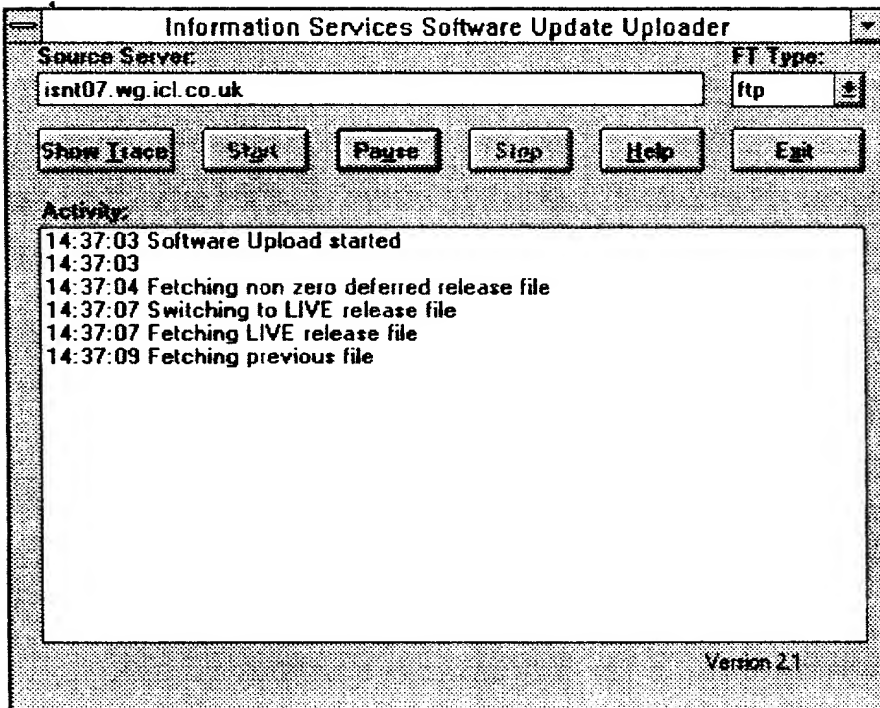 Information Services Software Update Uploader
Source Server: FT Type:
isnt07.wg.icl.co.uk ftp
Show Trace Start Pause Stop Help Exit
Activity:
14:37:03 Software Upload started
14:37:03
14:37:04 Fetching non zero deferred release file
14:37:07 Switching to LIVE release file
14:37:07 Fetching LIVE release file
14:37:09 Fetching previous file
Version 2.1